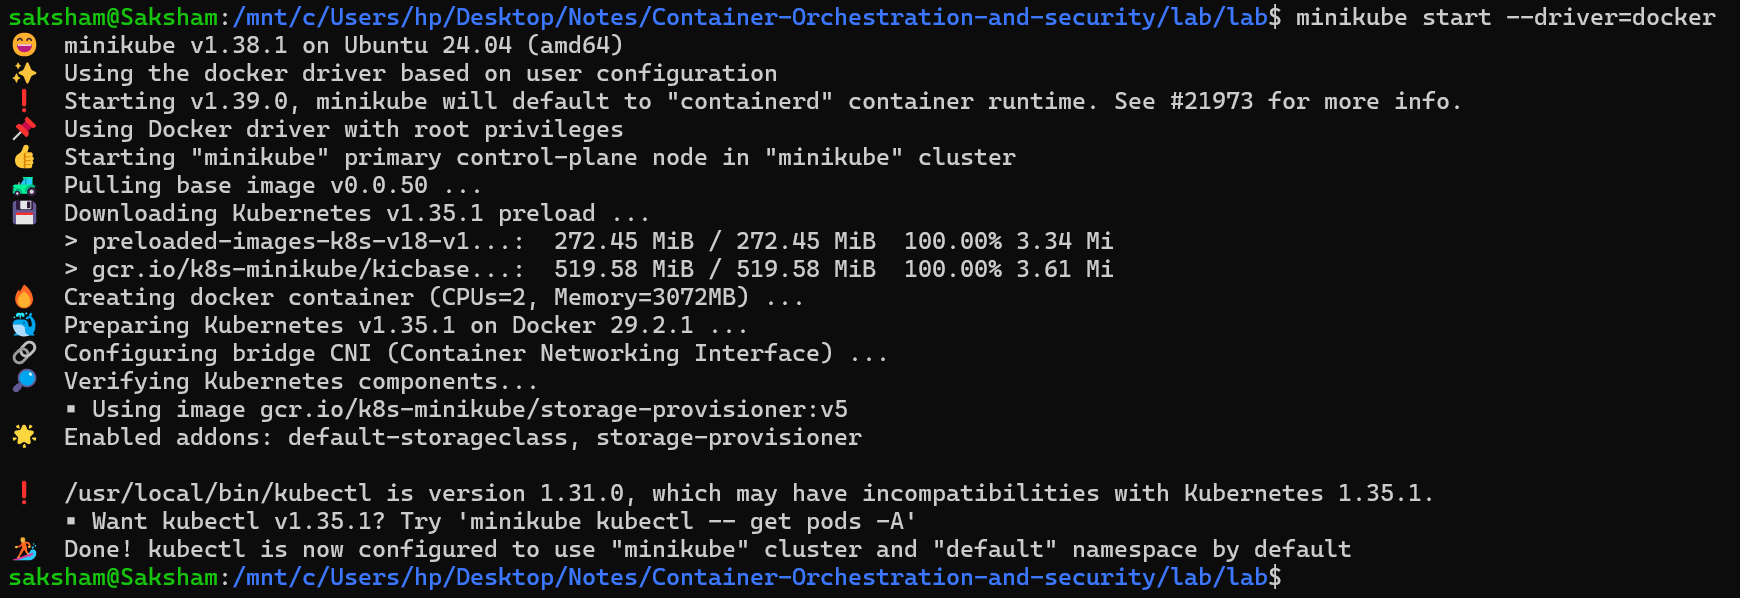 saksham@Saksham:/mnt/c/Users/hp/Desktop/Notes/Container-Orchestration-and-security/lab/lab$ minikube start --driver=docker
😄  minikube v1.38.1 on Ubuntu 24.04 (amd64)
✨  Using the docker driver based on user configuration
❗  Starting v1.39.0, minikube will default to "containerd" container runtime. See #21973 for more info.
📌  Using Docker driver with root privileges
👍  Starting "minikube" primary control-plane node in "minikube" cluster
🚜  Pulling base image v0.0.50 ...
💾  Downloading Kubernetes v1.35.1 preload ...
    > preloaded-images-k8s-v18-v1...:  272.45 MiB / 272.45 MiB  100.00% 3.34 Mi
    > gcr.io/k8s-minikube/kicbase...:  519.58 MiB / 519.58 MiB  100.00% 3.61 Mi
🔥  Creating docker container (CPUs=2, Memory=3072MB) ...
🐳  Preparing Kubernetes v1.35.1 on Docker 29.2.1 ...
🔗  Configuring bridge CNI (Container Networking Interface) ...
🔎  Verifying Kubernetes components...
    ▪ Using image gcr.io/k8s-minikube/storage-provisioner:v5
🌟  Enabled addons: default-storageclass, storage-provisioner
❗  /usr/local/bin/kubectl is version 1.31.0, which may have incompatibilities with Kubernetes 1.35.1.
    ▪ Want kubectl v1.35.1? Try 'minikube kubectl -- get pods -A'
🏄  Done! kubectl is now configured to use "minikube" cluster and "default" namespace by default
saksham@Saksham:/mnt/c/Users/hp/Desktop/Notes/Container-Orchestration-and-security/lab/lab$